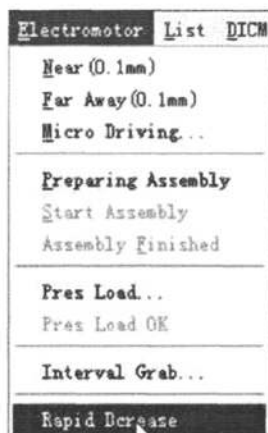 Electromotor List DICM
Near(0.1mm)
Far Away(0.1mm)
Micro Driving...
Preparing Assembly
Start Assembly
Assembly Finished
Pres Load...
Pres Load OK
Interval Grab...
Rapid Dcrease